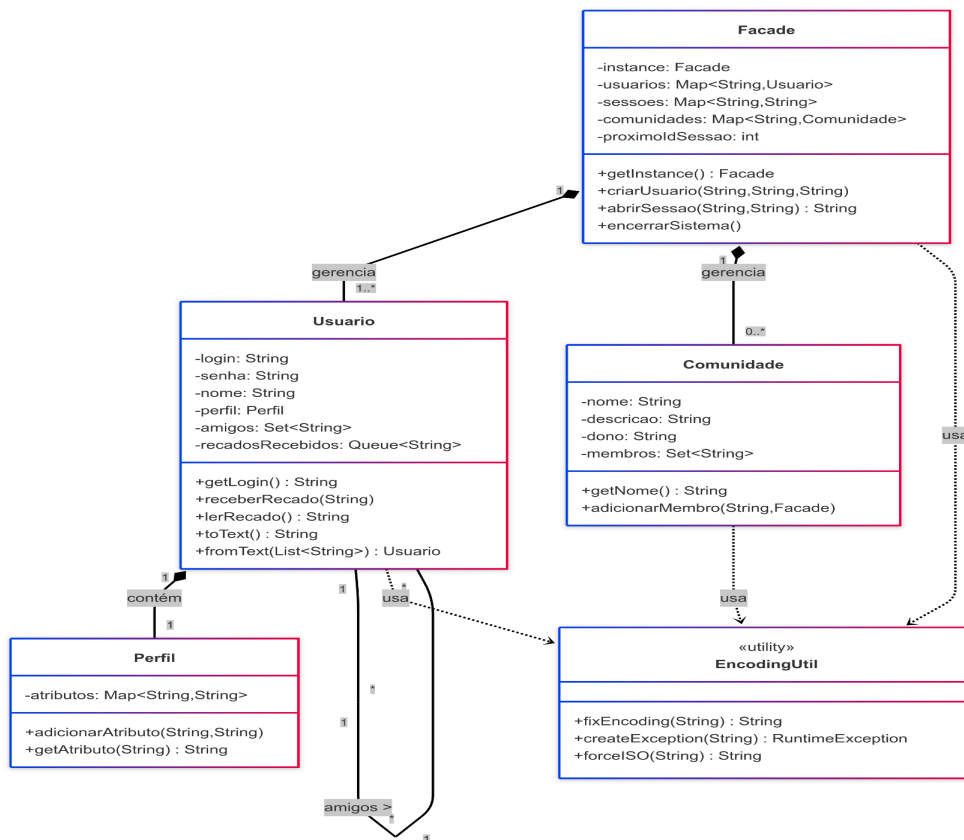 Facade
-instance: Facade
-usuarios: Map<String,Usuario>
-sessoes: Map<String,String>
-comunidades: Map<String,Comunidade>
-proximoIdSessao: int
+getInstance() : Facade
+criarUsuario(String,String,String)
+abrirSessao(String,String) : String
+encerrarSistema()
1
gerencia
1..*
1
gerencia
0..*
Usuario
-login: String
-senha: String
-nome: String
-perfil: Perfil
-amigos: Set<String>
-recadosRecebidos: Queue<String>
+getLogin() : String
+receberRecado(String)
+lerRecado() : String
+toText() : String
+fromText(List<String>) : Usuario
Comunidade
-nome: String
-descricao: String
-dono: String
-membros: Set<String>
+getNome() : String
+adicionarMembro(String,Facade)
usa
1
contém
1
1
*
usa
usa
Perfil
-atributos: Map<String,String>
+adicionarAtributo(String,String)
+getAtributo(String) : String
*
1
amigos >
*
1
«utility»
EncodingUtil
+fixEncoding(String) : String
+createException(String) : RuntimeException
+forceISO(String) : String